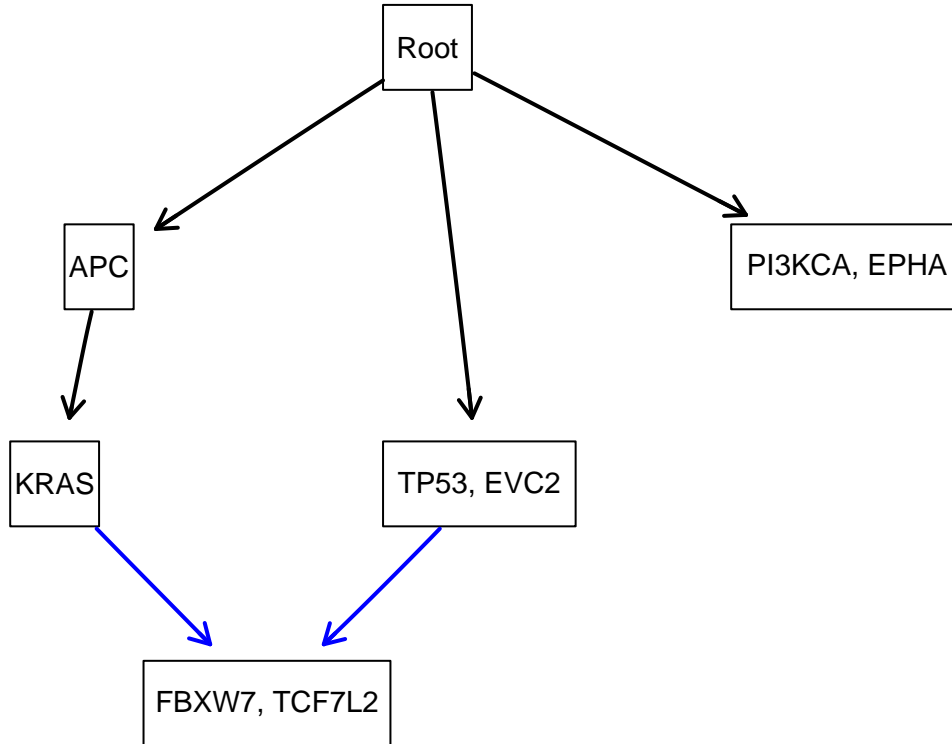 Root
APC
PI3KCA, EPHA
KRAS
TP53, EVC2
FBXW7, TCF7L2